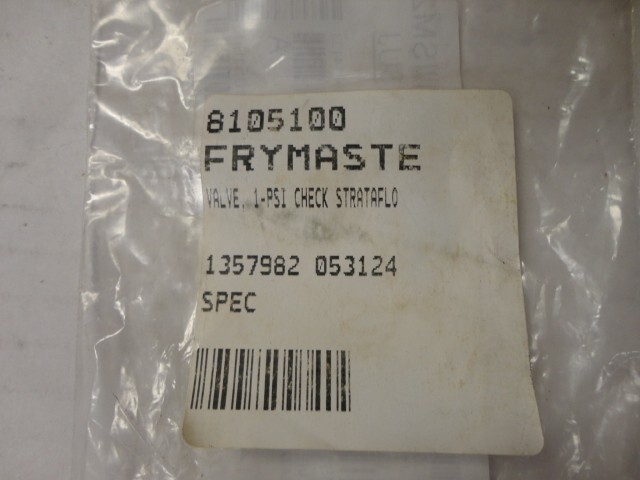 8105100
FRYMASTE
VALVE, 1-PSI CHECK STRATAFLO
1357982 053124
SPEC